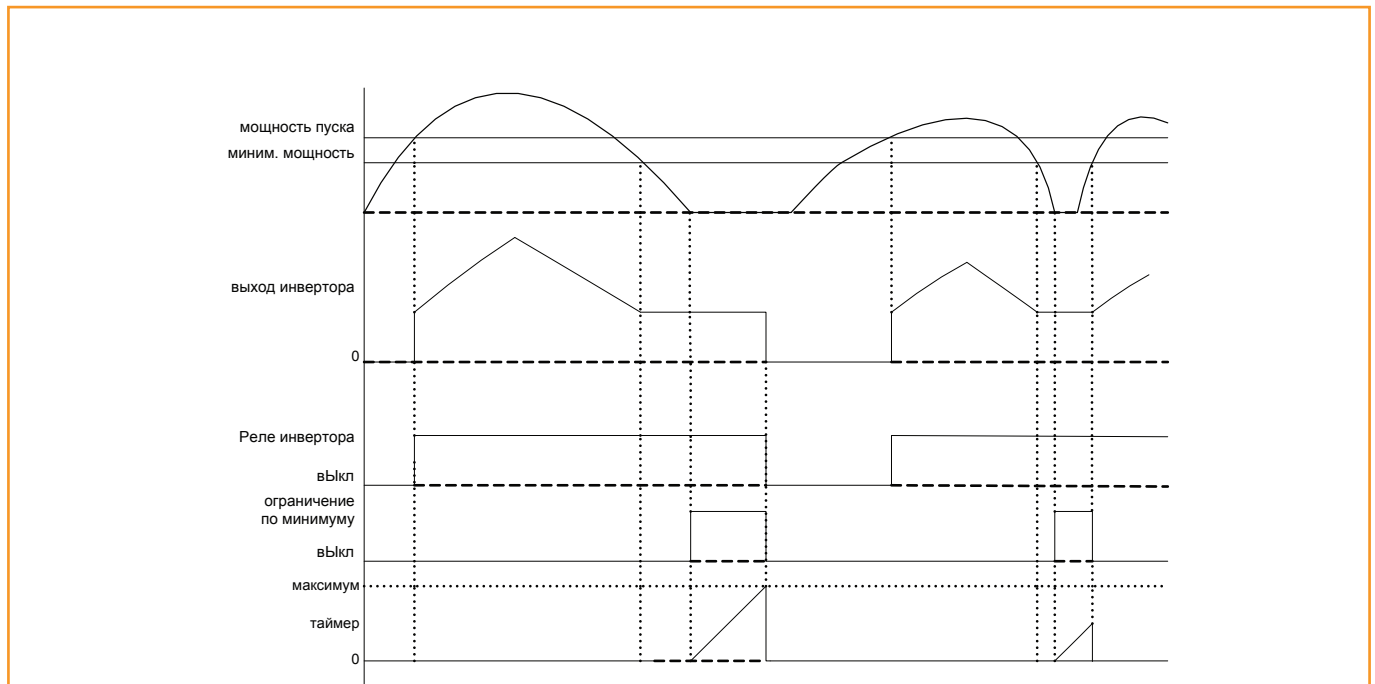 мощность пуска
миним. мощность
выход инвертора
0
Реле инвертора
вЫкл
ограничение
по минимуму
вЫкл
максимум
таймер
0